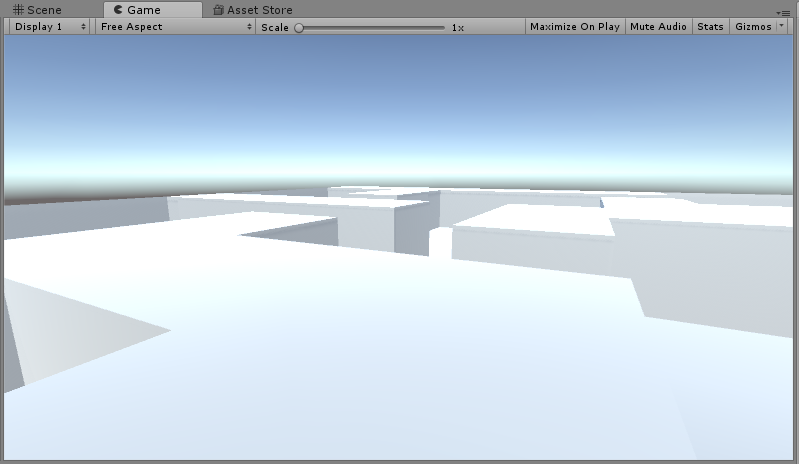 Scene Game Asset Store
Display 1 Free Aspect Scale 1x Maximize On Play Mute Audio Stats Gizmos